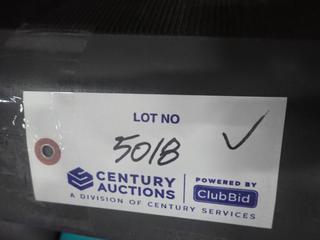 LOT NO
5018 ✓
CENTURY AUCTIONS
POWERED BY ClubBid
A DIVISION OF CENTURY SERVICES